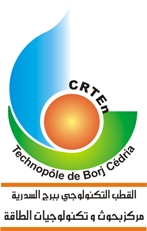 CRTEn
Technopôle de Borj Cédria
القطب التكنولوجي ببرج السدرية
مركز بحوث و تكنولوجيات الطاقة